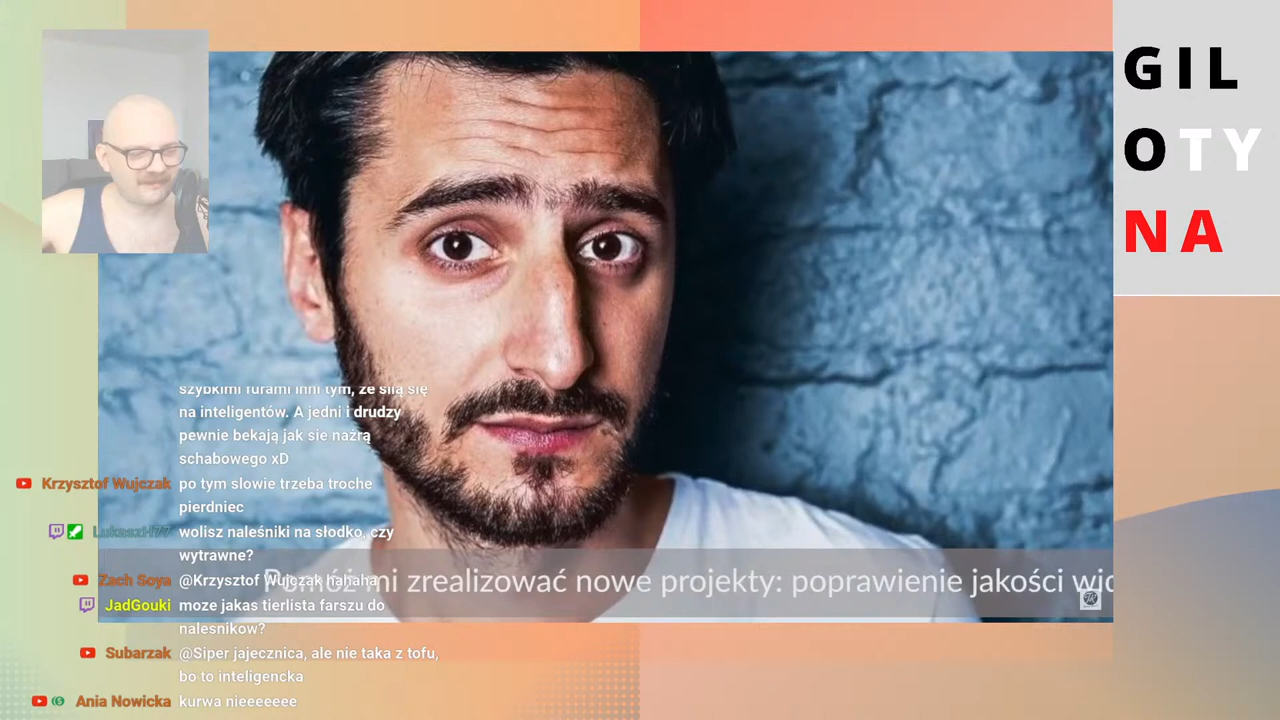 GIL
OTY
NA
szybkimi furami inni tym, że silą się
na inteligentów. A jedni i drudzy
pewnie bekają jak sie nażrą
schabowego xD
Krzysztof Wujczak po tym slowie trzeba troche
pierdniec
LukaszH77 wolisz naleśniki na słodko, czy
wytrawne?
Zach Soya @Krzysztof Wujczak hahaha
Pomóż mi zrealizować nowe projekty: poprawienie jakości wid
JadGouki moze jakas tierlista farszu do
nalesnikow?
Subarzak @Siper jajecznica, ale nie taka z tofu,
bo to inteligencka
Ania Nowicka kurwa nieeeeeee